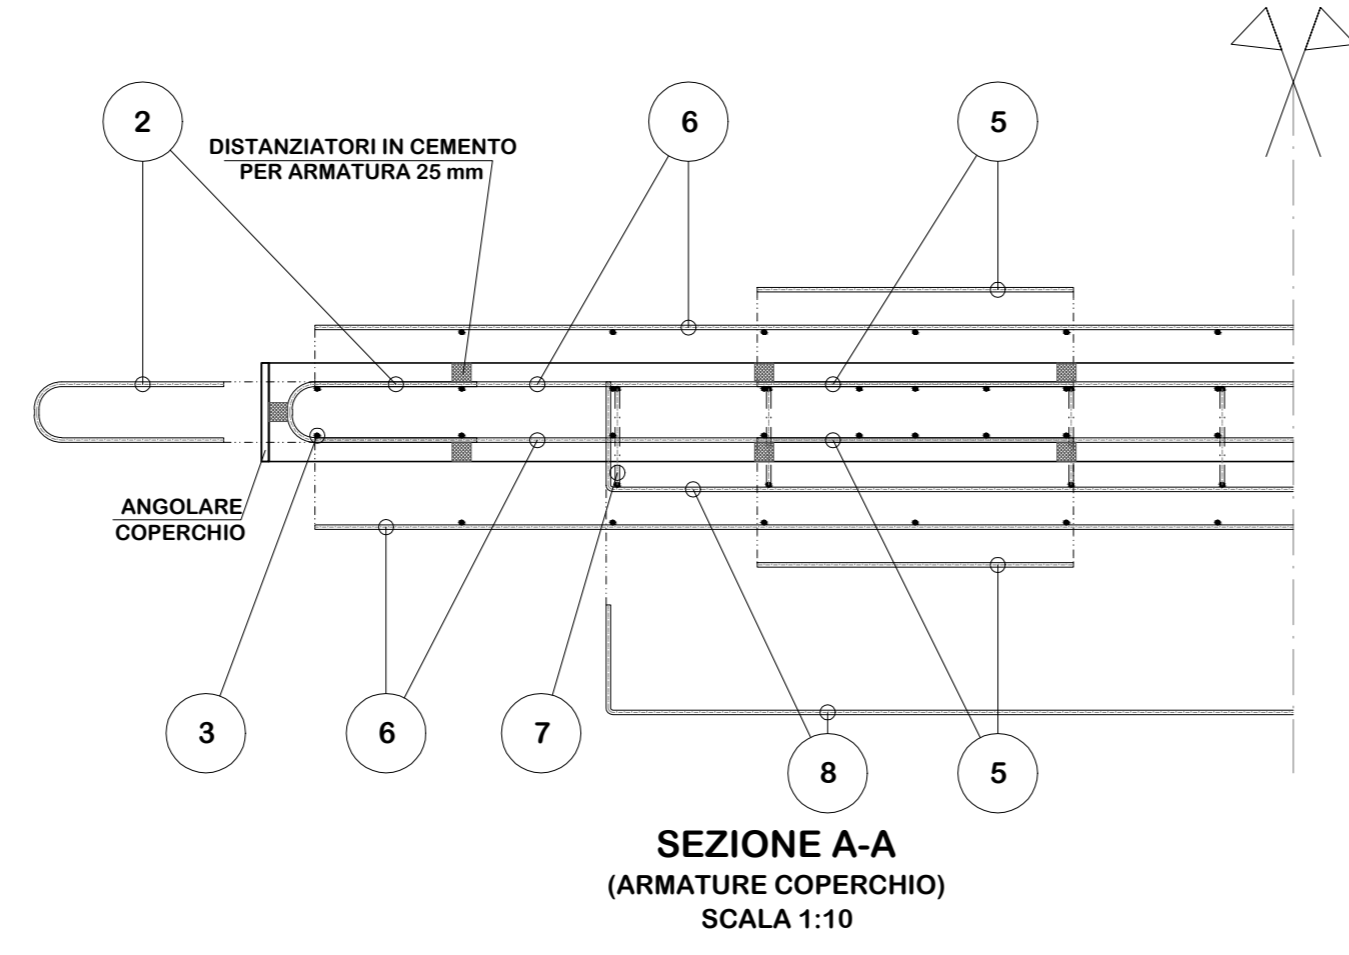 2
6
5
DISTANZIATORI IN CEMENTO
PER ARMATURA 25 mm
ANGOLARE
COPERCHIO
3
6
7
8
5
SEZIONE A-A
(ARMATURE COPERCHIO)
SCALA 1:10